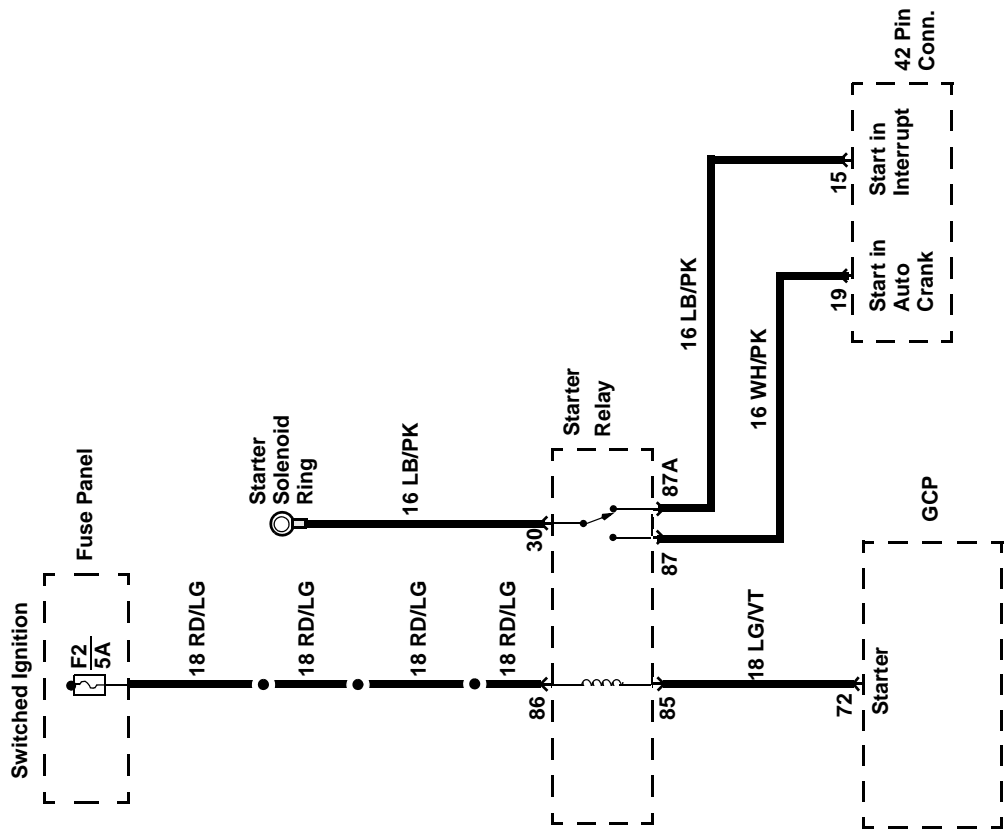 Switched Ignition
F2
5A
Fuse Panel
18 RD/LG
18 RD/LG
18 RD/LG
18 RD/LG
Starter
Solenoid
Ring
16 LB/PK
86
30
Starter
Relay
85
87
87A
18 LG/VT
16 WH/PK
16 LB/PK
72
Starter
GCP
19
Start in
Auto
Crank
15
Start in
Interrupt
42 Pin
Conn.